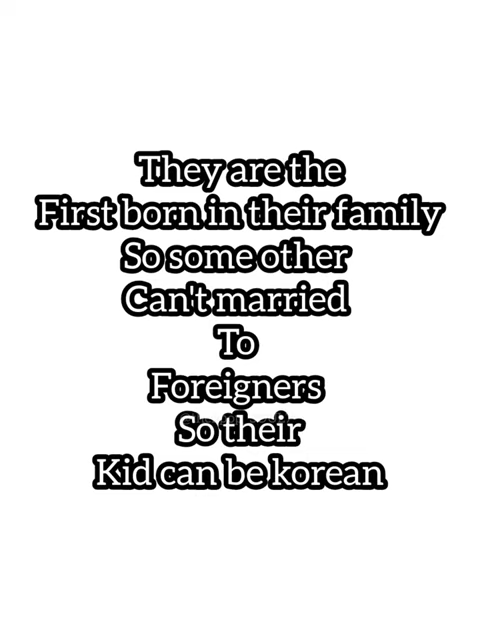 They are the
First born in their family
So some other
Can't married
To
Foreigners
So their
Kid can be korean